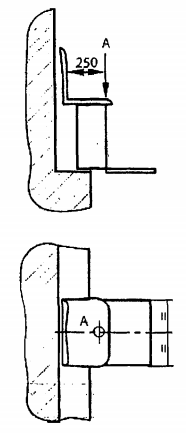 A
250
A
=
=